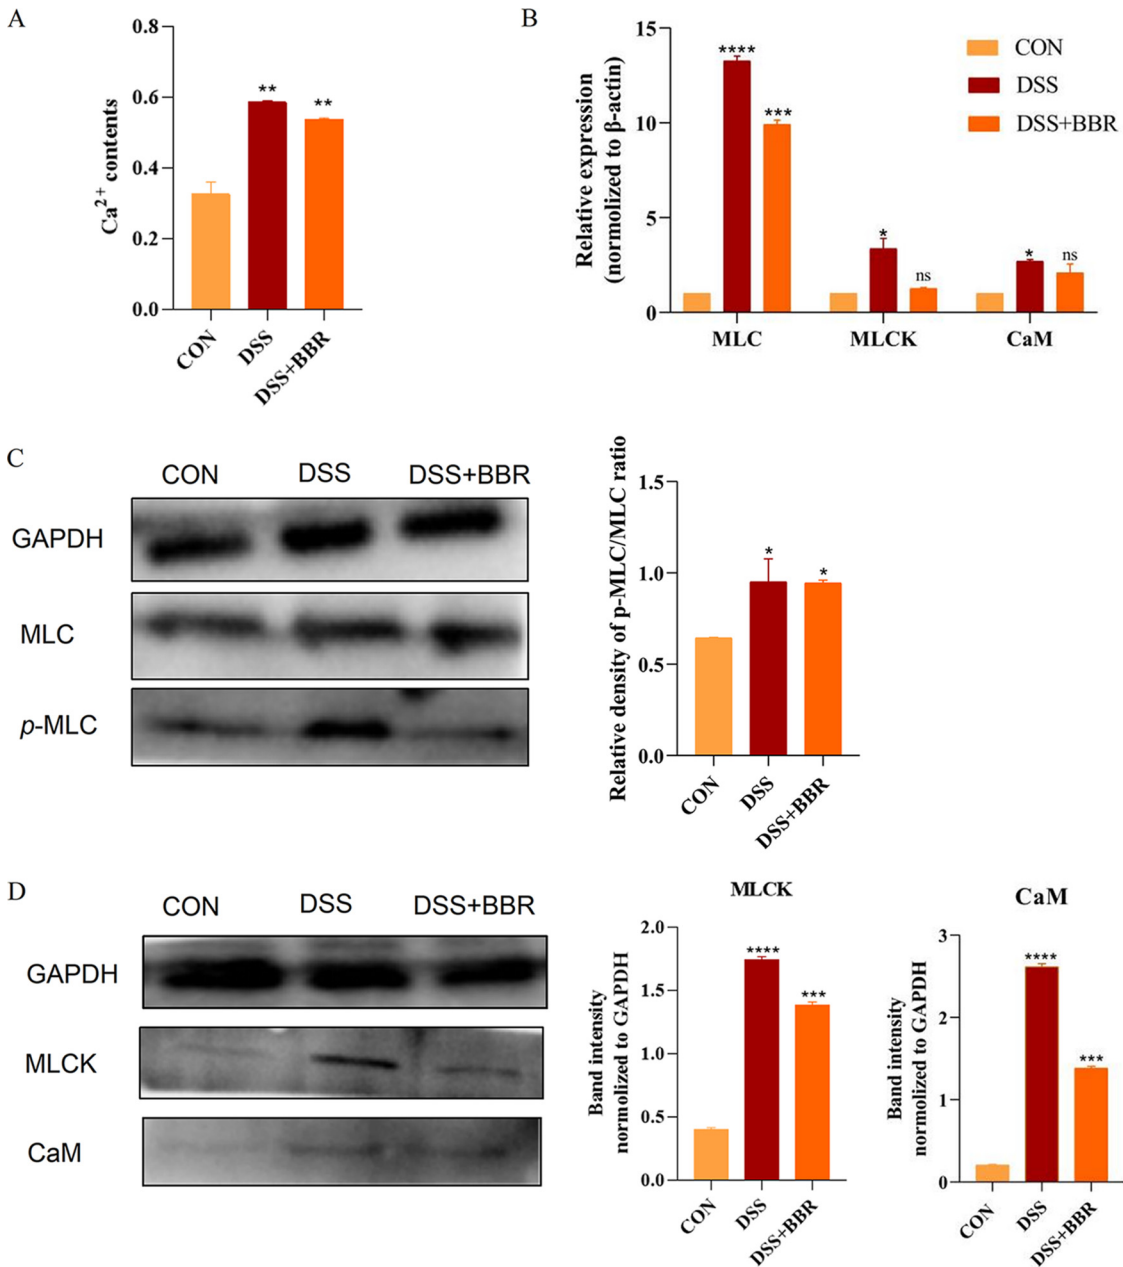 A
Ca2+ contents
0.8
0.6
0.4
0.2
0.0
**
**
CON
DSS
DSS+BBR
B
Relative expression
(normolized to β-actin)
15
10
5
0
****
***
*
ns
*
ns
MLC
MLCK
CaM
CON
DSS
DSS+BBR
C
CON DSS DSS+BBR
GAPDH
MLC
p-MLC
Relative density of p-MLC/MLC ratio
1.5
1.0
0.5
0.0
*
*
CON
DSS
DSS+BBR
D
CON DSS DSS+BBR
GAPDH
MLCK
CaM
MLCK
Band intensity
normolized to GAPDH
2.0
1.5
1.0
0.5
0.0
****
***
CON
DSS
DSS+BBR
CaM
Band intensity
normolized to GAPDH
3
2
1
0
****
***
CON
DSS
DSS+BBR